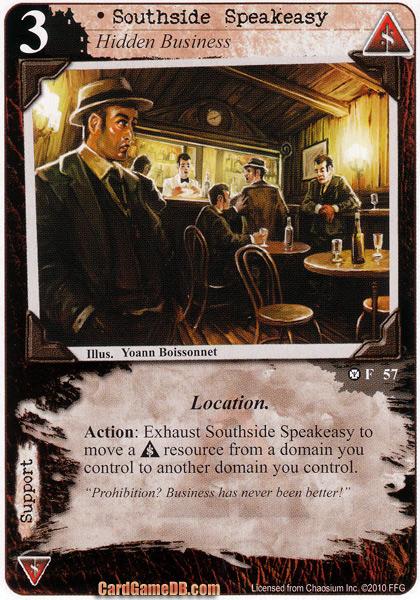 3
• Southside Speakeasy
Hidden Business
Illus. Yoann Boissonnet
F 57
Location.
Action: Exhaust Southside Speakeasy to
move a resource from a domain you
control to another domain you control.
"Prohibition? Business has never been better!"
Support
CardGameDB.com
Licensed from Chaosium Inc. ©2010 FFG